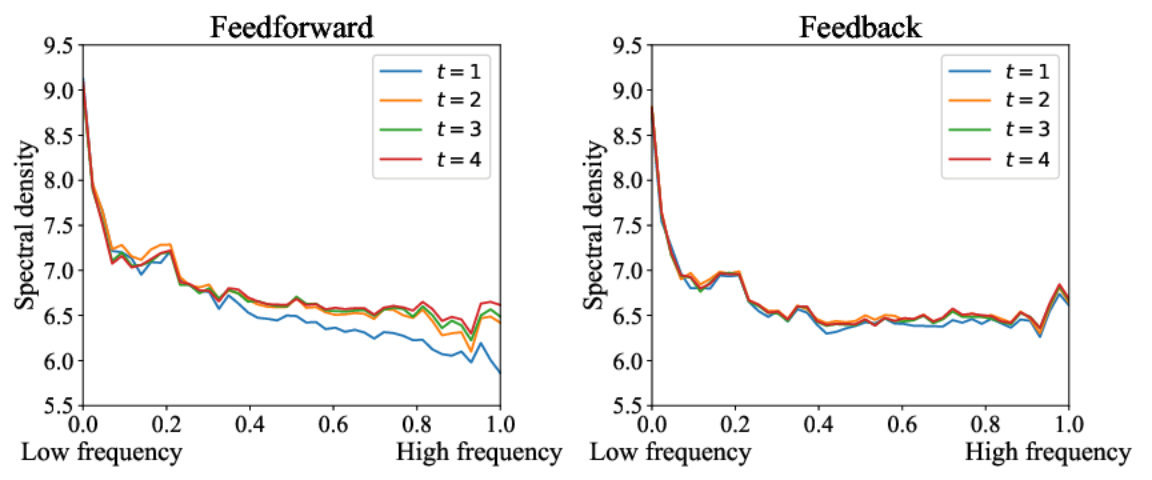 Feedforward
Spectral density
9.5
9.0
8.5
8.0
7.5
7.0
6.5
6.0
5.5
t = 1
t = 2
t = 3
t = 4
0.0 0.2 0.4 0.6 0.8 1.0
Low frequency High frequency
Feedback
Spectral density
9.5
9.0
8.5
8.0
7.5
7.0
6.5
6.0
5.5
t = 1
t = 2
t = 3
t = 4
0.0 0.2 0.4 0.6 0.8 1.0
Low frequency High frequency